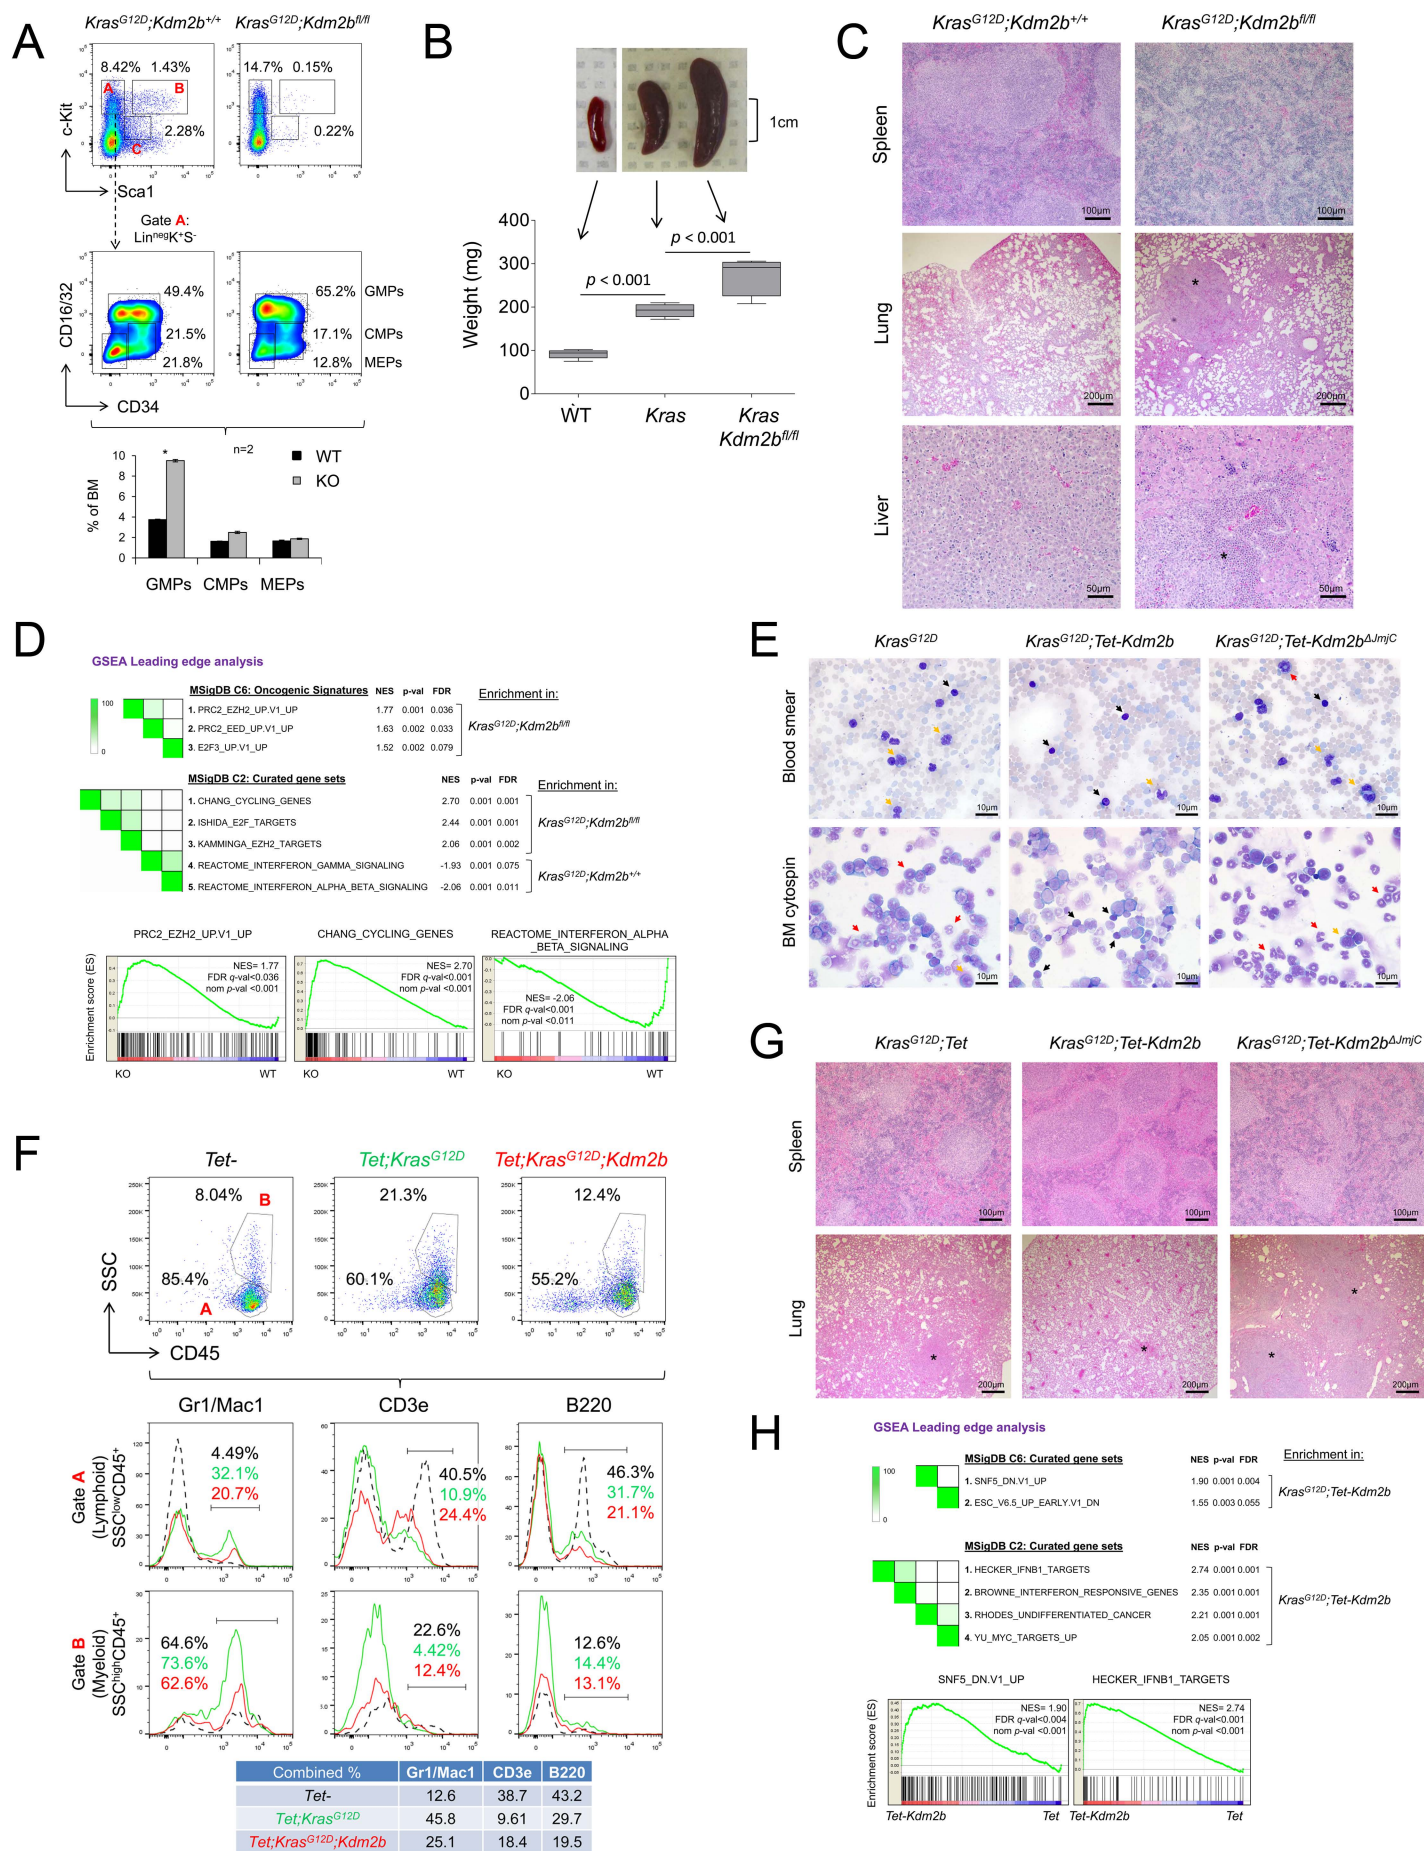 A
Kras^G12D;Kdm2b^+/+
Kras^G12D;Kdm2b^fl/fl
8.42% 1.43%
A B
2.28%
C
14.7% 0.15%
0.22%
c-Kit
Sca1
Gate A:
Lin^neg K^+S^-
49.4%
21.5%
21.8%
65.2% GMPs
17.1% CMPs
12.8% MEPs
CD16/32
CD34
n=2
*
WT
KO
% of BM
10
8
6
4
2
0
GMPs CMPs MEPs
B
1cm
400
300
200
100
0
Weight (mg)
p < 0.001
p < 0.001
WT Kras Kras
Kdm2b^fl/fl
C
Kras^G12D;Kdm2b^+/+ Kras^G12D;Kdm2b^fl/fl
Spleen
100µm 100µm
Lung
*
200µm 200µm
Liver
*
50µm 50µm
D
GSEA Leading edge analysis
100
0
MSigDB C6: Oncogenic Signatures NES p-val FDR Enrichment in:
1. PRC2_EZH2_UP.V1_UP 1.77 0.001 0.036
2. PRC2_EED_UP.V1_UP 1.63 0.002 0.033
3. E2F3_UP.V1_UP 1.52 0.002 0.079
Kras^G12D;Kdm2b^fl/fl
MSigDB C2: Curated gene sets NES p-val FDR Enrichment in:
1. CHANG_CYCLING_GENES 2.70 0.001 0.001
2. ISHIDA_E2F_TARGETS 2.44 0.001 0.001
3. KAMMINGA_EZH2_TARGETS 2.06 0.001 0.002
Kras^G12D;Kdm2b^fl/fl
4. REACTOME_INTERFERON_GAMMA_SIGNALING -1.93 0.001 0.075
5. REACTOME_INTERFERON_ALPHA_BETA_SIGNALING -2.06 0.001 0.011
Kras^G12D;Kdm2b^+/+
PRC2_EZH2_UP.V1_UP
NES= 1.77
FDR q-val<0.036
nom p-val <0.001
CHANG_CYCLING_GENES
NES= 2.70
FDR q-val<0.001
nom p-val <0.001
REACTOME_INTERFERON_ALPHA
_BETA_SIGNALING
NES= -2.06
FDR q-val<0.001
nom p-val <0.011
Enrichment score (ES)
KO WT KO WT KO WT
E
Kras^G12D Kras^G12D;Tet-Kdm2b Kras^G12D;Tet-Kdm2b^ΔJmjC
Blood smear
10µm 10µm 10µm
BM cytospin
10µm 10µm 10µm
F
Tet- Tet;Kras^G12D Tet;Kras^G12D;Kdm2b
8.04% B
85.4%
A
21.3%
60.1%
12.4%
55.2%
SSC
CD45
Gr1/Mac1 CD3e B220
Gate A
(Lymphoid)
SSC^low CD45^+
4.49%
32.1%
20.7%
40.5%
10.9%
24.4%
46.3%
31.7%
21.1%
Gate B
(Myeloid)
SSC^high CD45^+
64.6%
73.6%
62.6%
22.6%
4.42%
12.4%
12.6%
14.4%
13.1%
Combined % Gr1/Mac1 CD3e B220
Tet- 12.6 38.7 43.2
Tet;Kras^G12D 45.8 9.61 29.7
Tet;Kras^G12D;Kdm2b 25.1 18.4 19.5
G
Kras^G12D;Tet Kras^G12D;Tet-Kdm2b Kras^G12D;Tet-Kdm2b^ΔJmjC
Spleen
100µm 100µm 100µm
Lung
* * * *
200µm 200µm 200µm
H
GSEA Leading edge analysis
100
0
MSigDB C6: Curated gene sets NES p-val FDR Enrichment in:
1. SNF5_DN.V1_UP 1.90 0.001 0.004
2. ESC_V6.5_UP_EARLY.V1_DN 1.55 0.003 0.055
Kras^G12D;Tet-Kdm2b
MSigDB C2: Curated gene sets NES p-val FDR
1. HECKER_IFNB1_TARGETS 2.74 0.001 0.001
2. BROWNE_INTERFERON_RESPONSIVE_GENES 2.35 0.001 0.001
3. RHODES_UNDIFFERENTIATED_CANCER 2.21 0.001 0.001
4. YU_MYC_TARGETS_UP 2.05 0.001 0.002
Kras^G12D;Tet-Kdm2b
SNF5_DN.V1_UP
NES= 1.90
FDR q-val<0.004
nom p-val <0.001
HECKER_IFNB1_TARGETS
NES= 2.74
FDR q-val<0.001
nom p-val <0.001
Enrichment score (ES)
Tet-Kdm2b Tet Tet-Kdm2b Tet